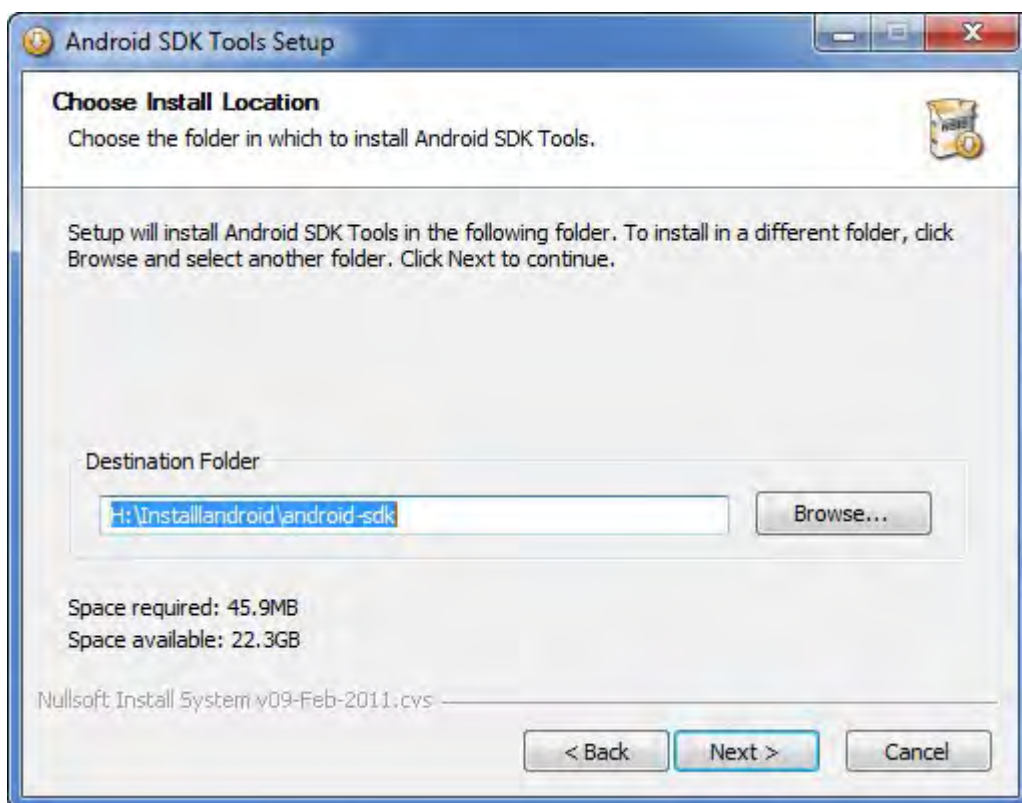 Android SDK Tools Setup
Choose Install Location
Choose the folder in which to install Android SDK Tools.
Setup will install Android SDK Tools in the following folder. To install in a different folder, click
Browse and select another folder. Click Next to continue.
Destination Folder
H:\Installandroid\android-sdk
Browse...
Space required: 45.9MB
Space available: 22.3GB
Nullsoft Install System v09-Feb-2011.cvs
< Back
Next >
Cancel